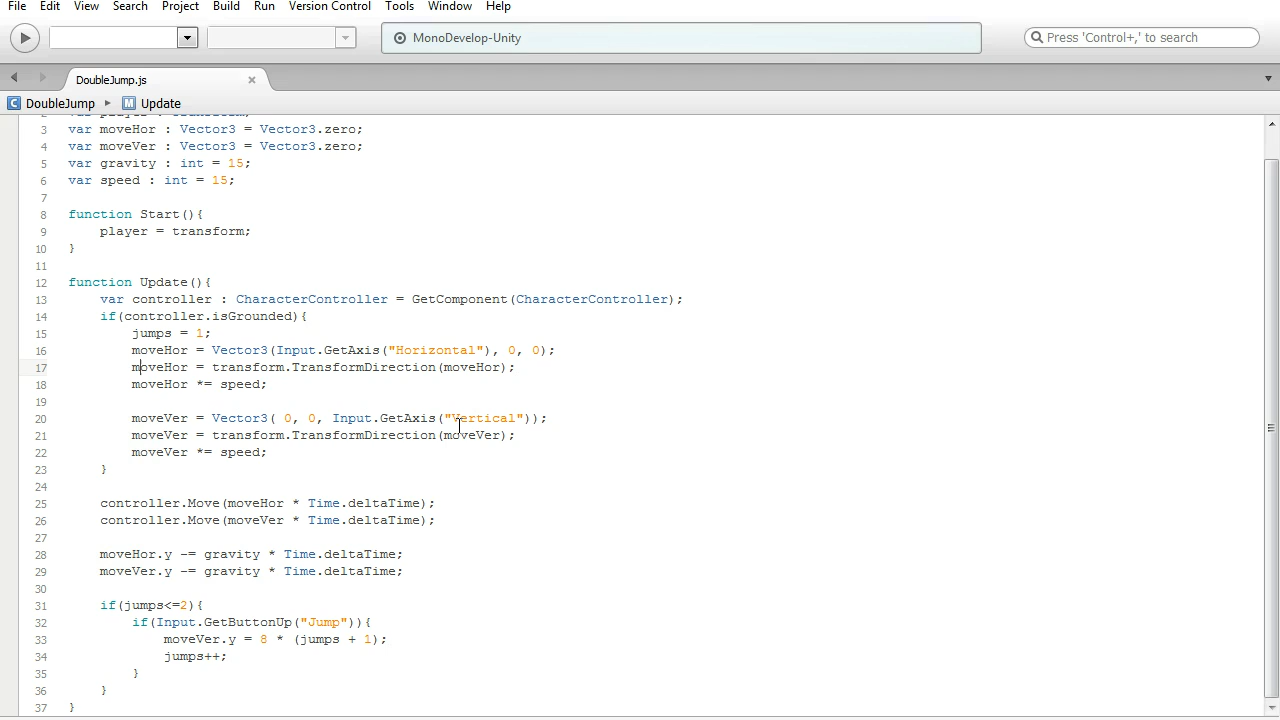 File Edit View Search Project Build Run Version Control Tools Window Help
MonoDevelop-Unity
Press 'Control+,' to search
DoubleJump.js
DoubleJump Update
2 var player : Transform;
3 var moveHor : Vector3 = Vector3.zero;
4 var moveVer : Vector3 = Vector3.zero;
5 var gravity : int = 15;
6 var speed : int = 15;
7
8 function Start(){
9 player = transform;
10 }
11
12 function Update(){
13 var controller : CharacterController = GetComponent(CharacterController);
14 if(controller.isGrounded){
15 jumps = 1;
16 moveHor = Vector3(Input.GetAxis("Horizontal"), 0, 0);
17 moveHor = transform.TransformDirection(moveHor);
18 moveHor *= speed;
19
20 moveVer = Vector3( 0, 0, Input.GetAxis("Vertical"));
21 moveVer = transform.TransformDirection(moveVer);
22 moveVer *= speed;
23 }
24
25 controller.Move(moveHor * Time.deltaTime);
26 controller.Move(moveVer * Time.deltaTime);
27
28 moveHor.y -= gravity * Time.deltaTime;
29 moveVer.y -= gravity * Time.deltaTime;
30
31 if(jumps<=2){
32 if(Input.GetButtonUp("Jump")){
33 moveVer.y = 8 * (jumps + 1);
34 jumps++;
35 }
36 }
37 }